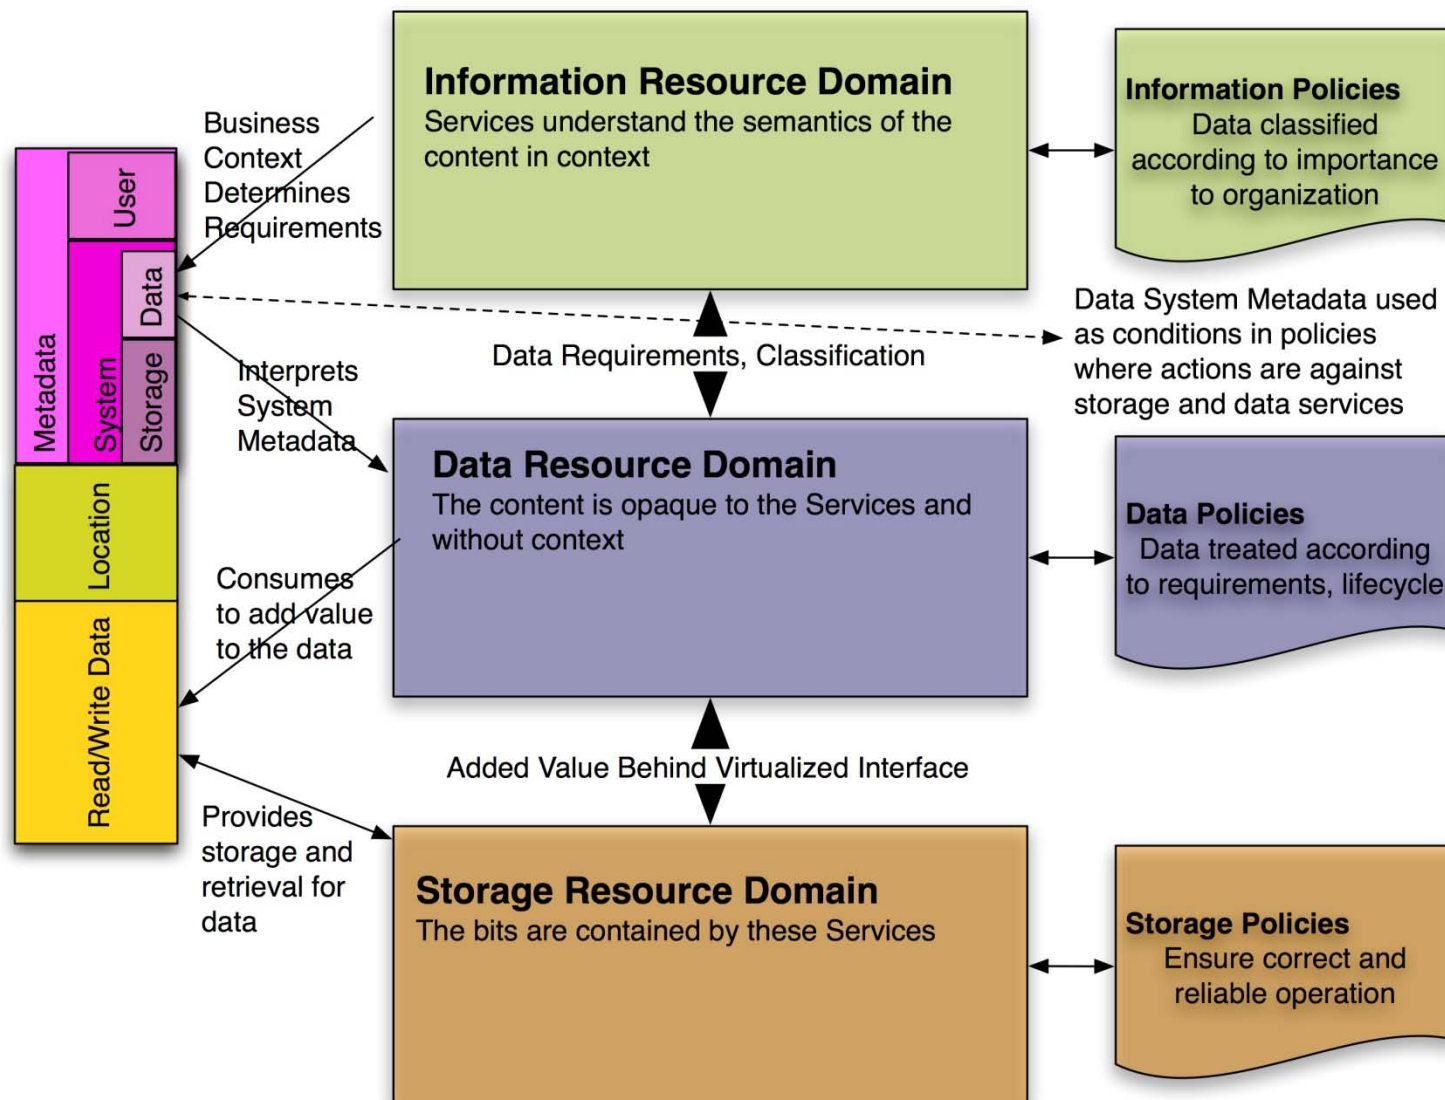 Information Resource Domain
Services understand the semantics of the
content in context
Information Policies
Data classified
according to importance
to organization
Business
Context
Determines
Requirements
User
Data
Metadata
System
Storage
Location
Read/Write Data
Data System Metadata used
as conditions in policies
where actions are against
storage and data services
Data Requirements, Classification
Interprets
System
Metadata
Data Resource Domain
The content is opaque to the Services and
without context
Data Policies
Data treated according
to requirements, lifecycle
Consumes
to add value
to the data
Added Value Behind Virtualized Interface
Provides
storage and
retrieval for
data
Storage Resource Domain
The bits are contained by these Services
Storage Policies
Ensure correct and
reliable operation